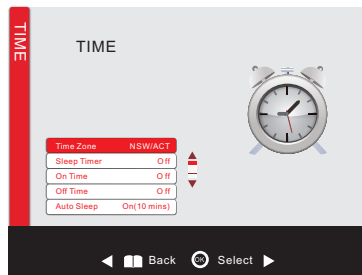 TIME
TIME
Time Zone NSW/ACT
Sleep Timer Off
On Time Off
Off Time Off
Auto Sleep On(10 mins)
Back OK Select